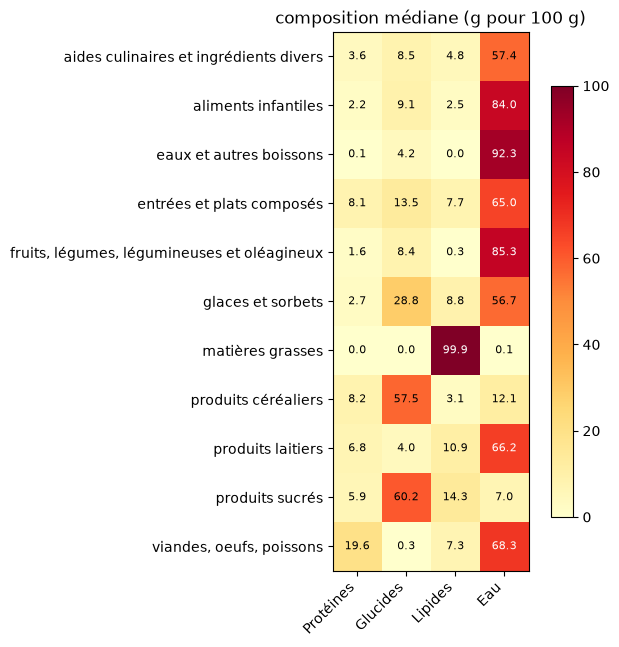 composition médiane (g pour 100 g)
aides culinaires et ingrédients divers 3.6 8.5 4.8 57.4
aliments infantiles 2.2 9.1 2.5 84.0
eaux et autres boissons 0.1 4.2 0.0 92.3
entrées et plats composés 8.1 13.5 7.7 65.0
fruits, légumes, légumineuses et oléagineux 1.6 8.4 0.3 85.3
glaces et sorbets 2.7 28.8 8.8 56.7
matières grasses 0.0 0.0 99.9 0.1
produits céréaliers 8.2 57.5 3.1 12.1
produits laitiers 6.8 4.0 10.9 66.2
produits sucrés 5.9 60.2 14.3 7.0
viandes, oeufs, poissons 19.6 0.3 7.3 68.3
Protéines Glucides Lipides Eau
100
80
60
40
20
0